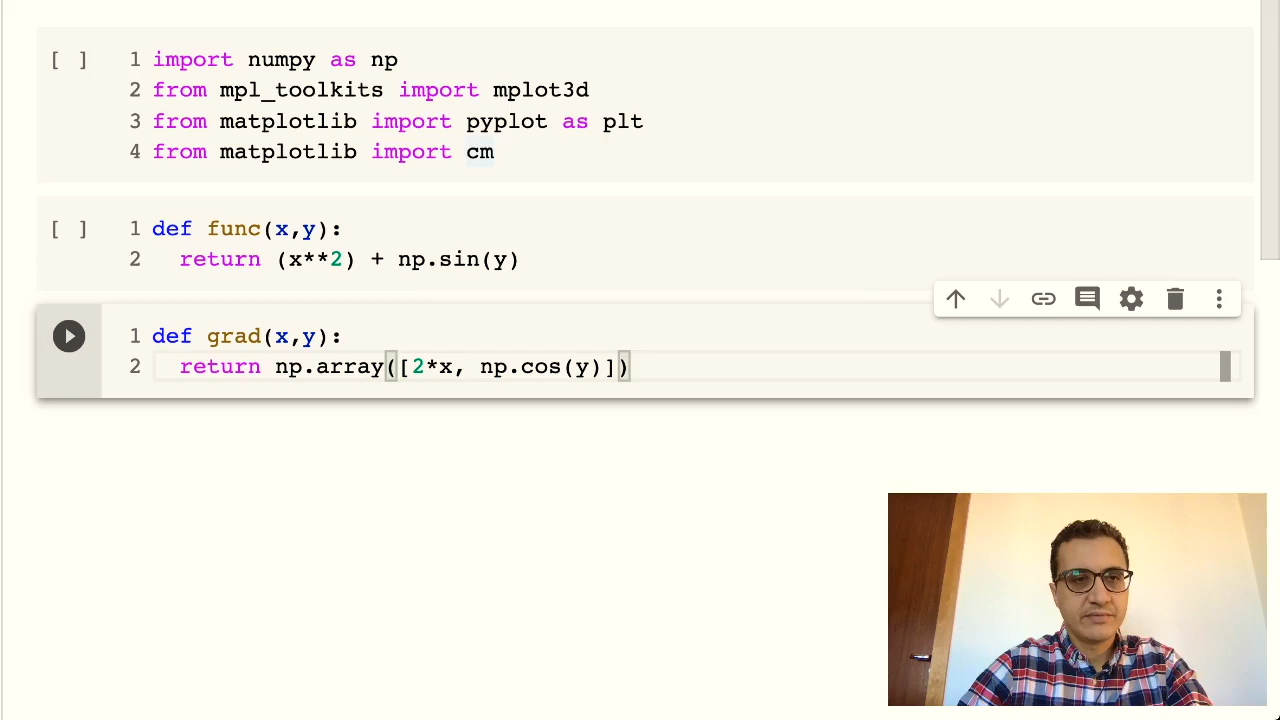 [ ] 1 import numpy as np
2 from mpl_toolkits import mplot3d
3 from matplotlib import pyplot as plt
4 from matplotlib import cm
[ ] 1 def func(x,y):
2 return (x**2) + np.sin(y)
1 def grad(x,y):
2 return np.array([2*x, np.cos(y)])